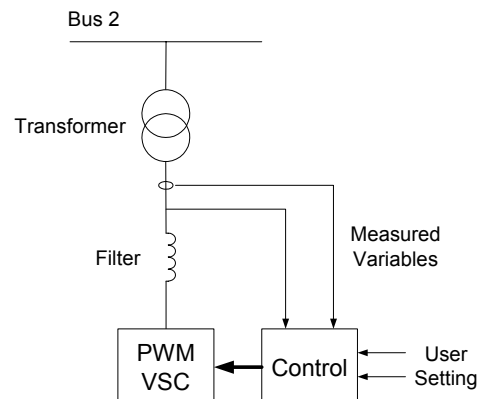 Bus 2
Transformer
Measured
Variables
Filter
PWM
VSC
Control
User
Setting